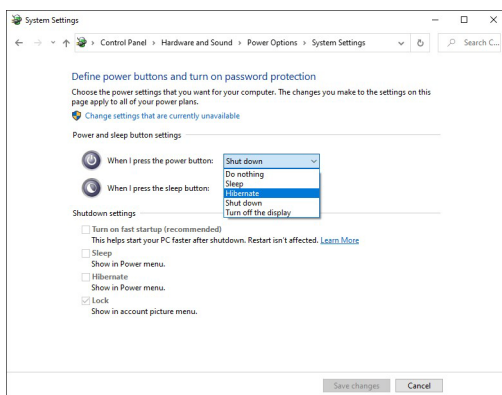 System Settings
Control Panel > Hardware and Sound > Power Options > System Settings
Search C...
Define power buttons and turn on password protection
Choose the power settings that you want for your computer. The changes you make to the settings on this
page apply to all of your power plans.
Change settings that are currently unavailable
Power and sleep button settings
When I press the power button: Shut down
Do nothing
Sleep
When I press the sleep button: Hibernate
Shut down
Turn off the display
Shutdown settings
Turn on fast startup (recommended)
This helps start your PC faster after shutdown. Restart isn't affected. Learn More
Sleep
Show in Power menu.
Hibernate
Show in Power menu.
Lock
Show in account picture menu.
Save changes Cancel